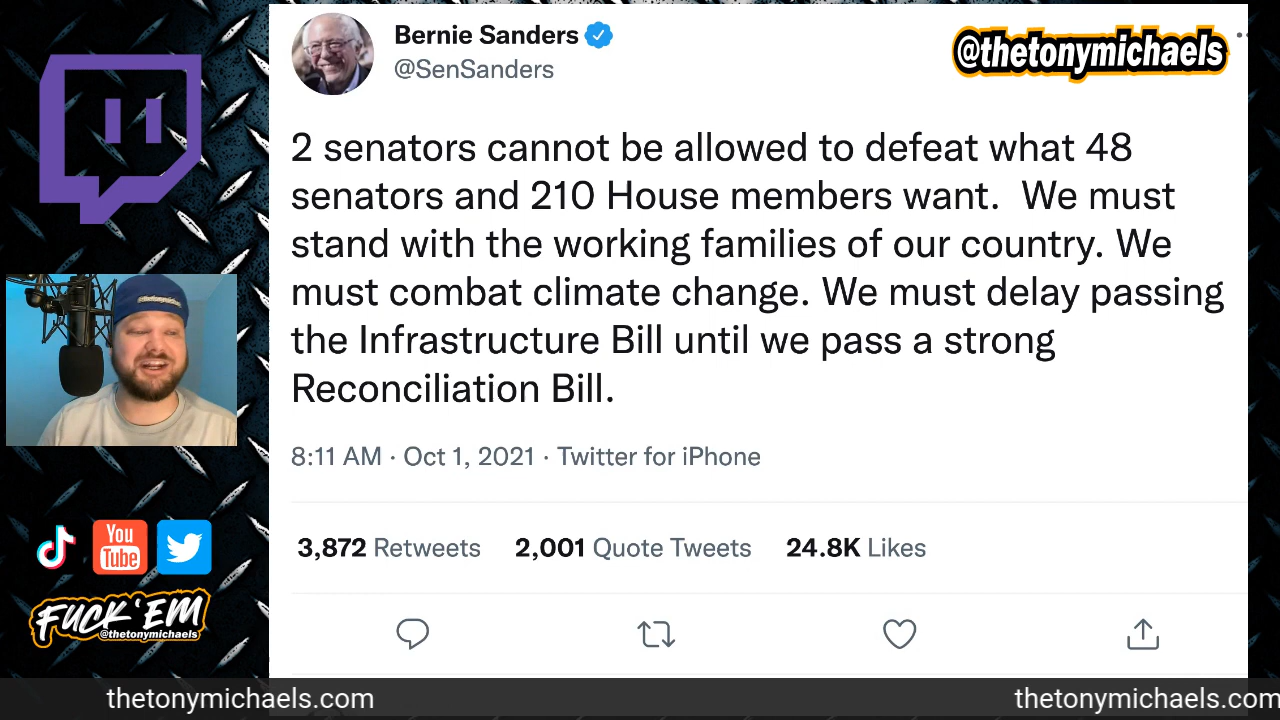 Bernie Sanders
@SenSanders
@thetonymichaels
2 senators cannot be allowed to defeat what 48
senators and 210 House members want.  We must
stand with the working families of our country. We
must combat climate change. We must delay passing
the Infrastructure Bill until we pass a strong
Reconciliation Bill.
8:11 AM · Oct 1, 2021 · Twitter for iPhone
3,872 Retweets 2,001 Quote Tweets 24.8K Likes
You
Tube
FUCK 'EM
@thetonymichaels
thetonymichaels.com thetonymichaels.com